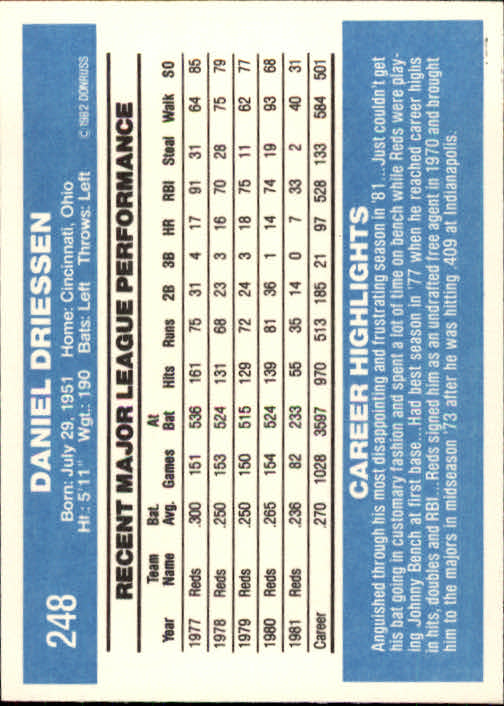 248
DANIEL DRIESSEN
Born: July 29, 1951 Home: Cincinnati, Ohio
Ht.: 5'11" Wgt.: 190 Bats: Left Throws: Left
© 1982 DONRUSS
RECENT MAJOR LEAGUE PERFORMANCE
Team Bat. At
Year Name Avg. Games Bat Hits Runs 2B 3B HR RBI Steal Walk SO
1977 Reds .300 151 536 161 75 31 4 17 91 31 64 85
1978 Reds .250 153 524 131 68 23 3 16 70 28 75 79
1979 Reds .250 150 515 129 72 24 3 18 75 11 62 77
1980 Reds .265 154 524 139 81 36 1 14 74 19 93 68
1981 Reds .236 82 233 55 35 14 0 7 33 2 40 31
Career .270 1028 3597 970 513 185 21 97 528 133 584 501
CAREER HIGHLIGHTS
Anguished through his most disappointing and frustrating season in '81...Just couldn't get
his bat going in customary fashion and spent a lot of time on bench while Reds were play-
ing Johnny Bench at first base...Had best season in '77 when he reached career highs
in hits, doubles and RBI...Reds signed him as an undrafted free agent in 1970 and brought
him to the majors in midseason '73 after he was hitting .409 at Indianapolis.